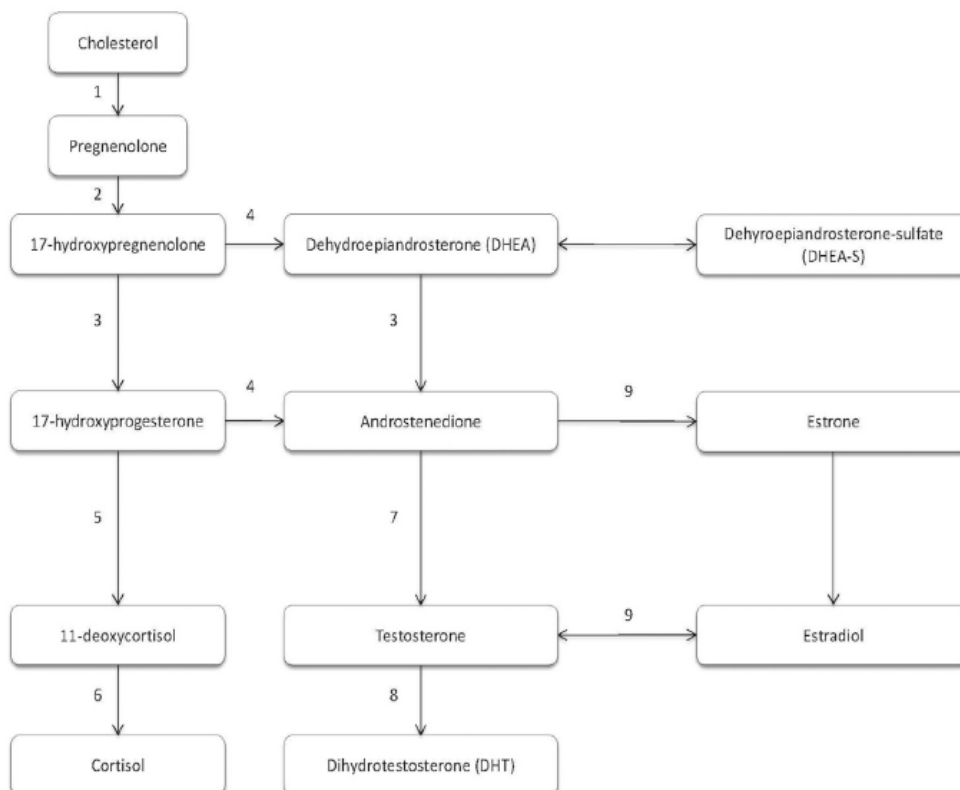 Cholesterol
1
Pregnenolone
2
17-hydroxypregnenolone
4
Dehydroepiandrosterone (DHEA)
Dehyroepiandrosterone-sulfate
(DHEA-S)
3
3
17-hydroxyprogesterone
4
Androstenedione
9
Estrone
5
7
11-deoxycortisol
Testosterone
9
Estradiol
6
8
Cortisol
Dihydrotestosterone (DHT)